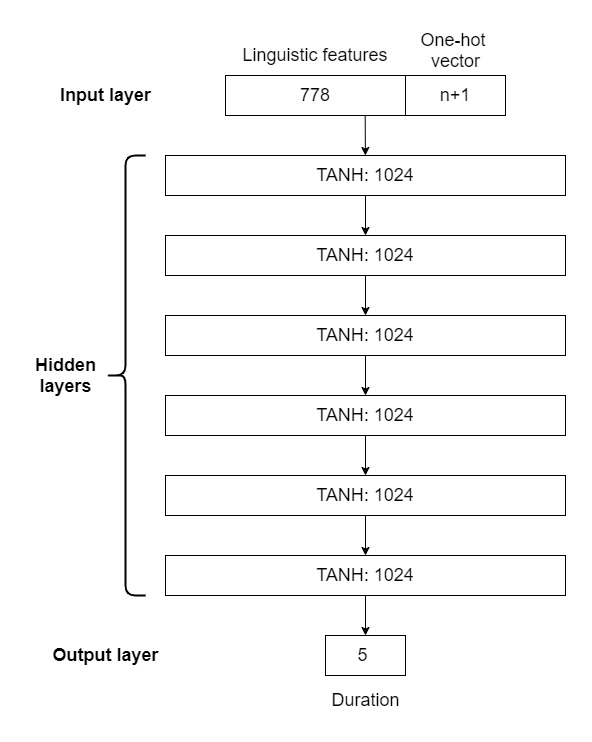 Linguistic features
One-hot
vector
Input layer
778
n+1
TANH: 1024
TANH: 1024
TANH: 1024
Hidden
layers
TANH: 1024
TANH: 1024
TANH: 1024
Output layer
5
Duration